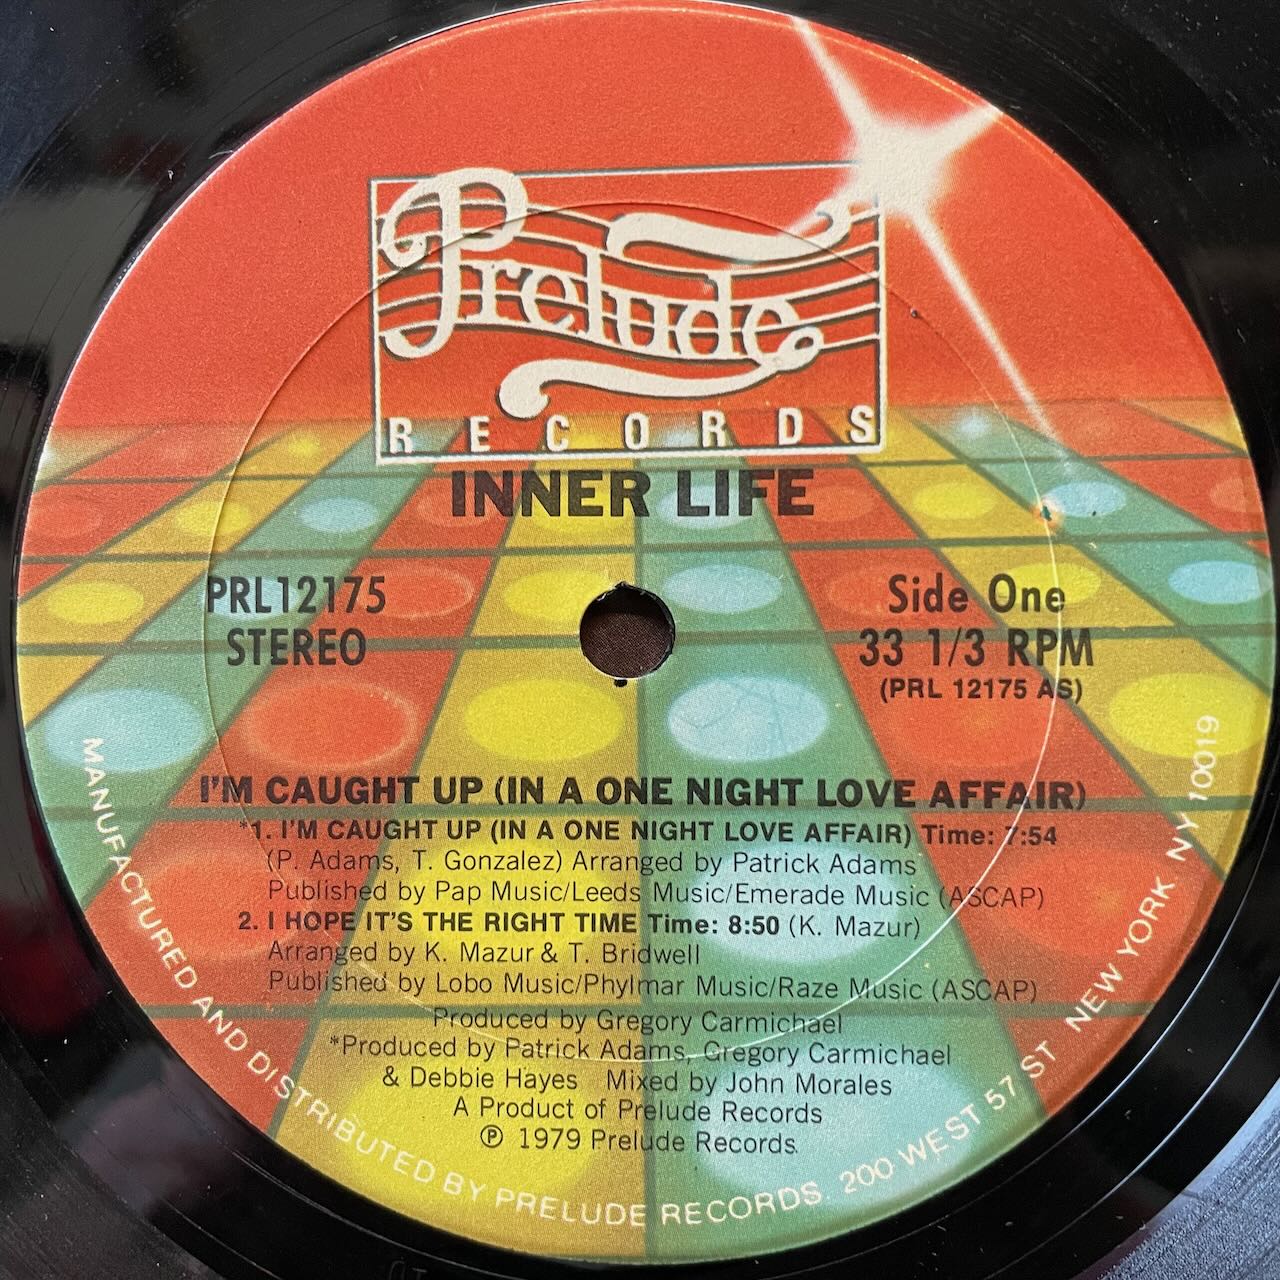 Prelude
RECORDS
INNER LIFE
PRL12175
STEREO
Side One
33 1/3 RPM
(PRL 12175 AS)
I'M CAUGHT UP (IN A ONE NIGHT LOVE AFFAIR)
*1. I'M CAUGHT UP (IN A ONE NIGHT LOVE AFFAIR) Time: 7:54
(P. Adams, T. Gonzalez) Arranged by Patrick Adams
Published by Pap Music/Leeds Music/Emerade Music (ASCAP)
2. I HOPE IT'S THE RIGHT TIME Time: 8:50 (K. Mazur)
Arranged by K. Mazur & T. Bridwell
Published by Lobo Music/Phylmar Music/Raze Music (ASCAP)
Produced by Gregory Carmichael
*Produced by Patrick Adams, Gregory Carmichael
& Debbie Hayes Mixed by John Morales
A Product of Prelude Records
℗ 1979 Prelude Records
MANUFACTURED AND DISTRIBUTED BY PRELUDE RECORDS. 200 WEST 57 ST NEW YORK. NY 10019